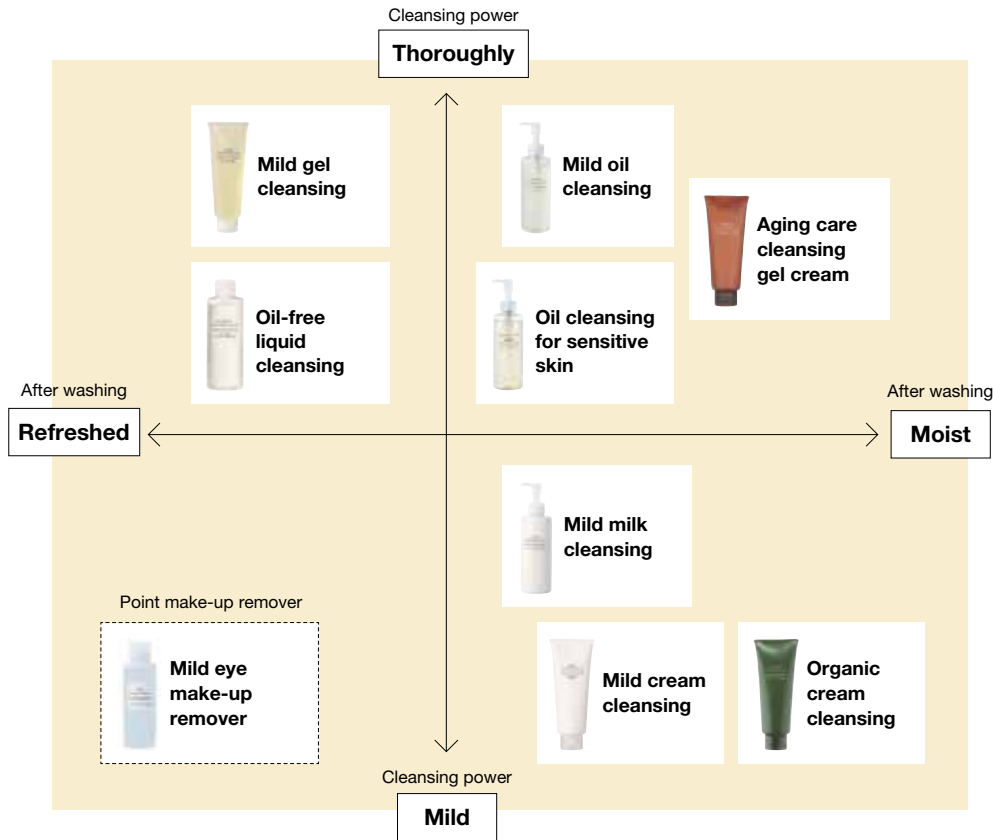 Cleansing power
Thoroughly
Mild gel
cleansing
Mild oil
cleansing
Aging care
cleansing
gel cream
Oil-free
liquid
cleansing
Oil cleansing
for sensitive
skin
After washing
Refreshed
After washing
Moist
Mild milk
cleansing
Point make-up remover
Mild eye
make-up
remover
Mild cream
cleansing
Organic
cream
cleansing
Cleansing power
Mild